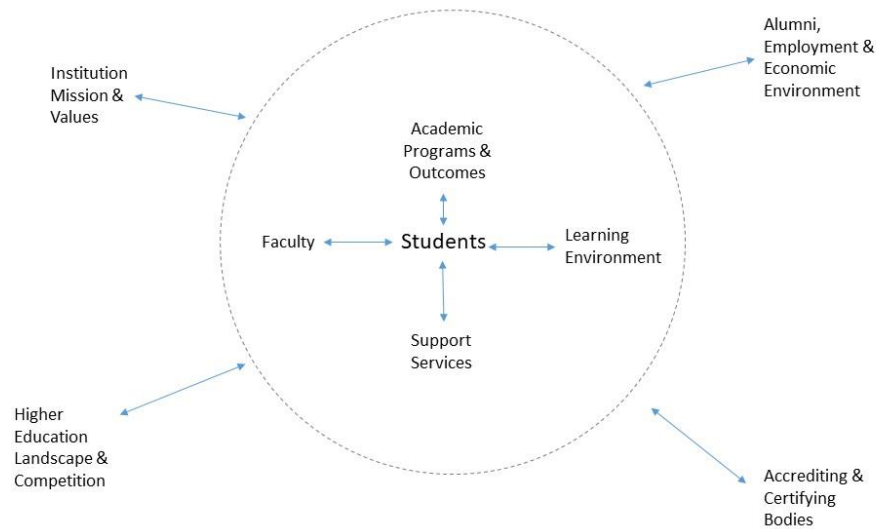 Alumni,
Employment &
Economic
Environment
Institution
Mission &
Values
Academic
Programs &
Outcomes
Faculty
Students
Learning
Environment
Support
Services
Higher
Education
Landscape &
Competition
Accrediting &
Certifying
Bodies